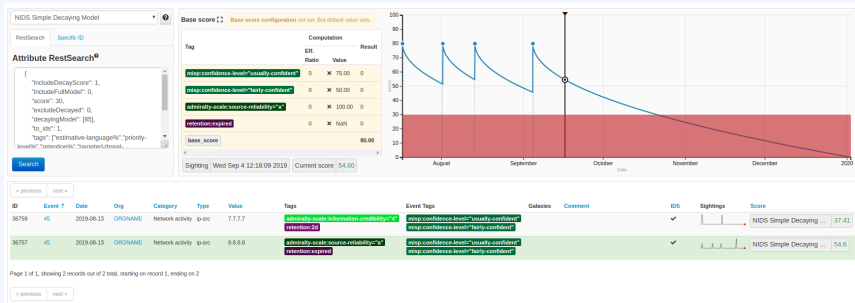 NIDS Simple Decaying Model
RestSearch Specific ID
Attribute RestSearch
{
"includeDecayScore": 1,
"includeFullModel": 0,
"score": 30,
"excludeDecayed": 0,
"decayingModel": [85],
"to_ids": 1,
"tags": ["estimative-language%","priority-
level%","retention%","targeted-threat-
Search
Base score Base score configuration not set. But default value sets.
Tag Computation Result
Eff. Ratio Value
misp:confidence-level="usually-confident" 0 × 75.00 0
misp:confidence-level="fairly-confident" 0 × 50.00 0
admiralty-scale:source-reliability="a" 0 × 100.00 0
retention:expired 0 × NaN 0
base_score 80.00
Sighting Wed Sep 4 12:18:09 2019 Current score 54.60
100
90
80
70
60
50
40
30
20
10
0
Score
August September October November December 2020
Date
« previous next »
ID Event ↑ Date Org Category Type Value Tags Event Tags Galaxies Comment IDS Sightings Score
36759 45 2019-08-13 ORGNAME Network activity ip-src 7.7.7.7 admiralty-scale:information-credibility="4" misp:confidence-level="usually-confident" NIDS Simple Decaying ... 37.41
retention:2d misp:confidence-level="fairly-confident"
36757 45 2019-08-13 ORGNAME Network activity ip-src 8.8.8.8 admiralty-scale:source-reliability="a" misp:confidence-level="usually-confident" NIDS Simple Decaying ... 54.6
retention:expired misp:confidence-level="fairly-confident"
Page 1 of 1, showing 2 records out of 2 total, starting on record 1, ending on 2
« previous next »